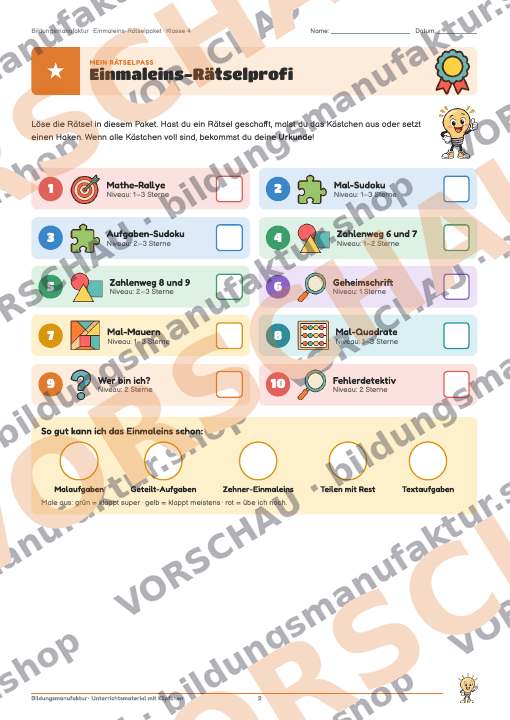 Bildungsmanufaktur · Einmaleins-Rätselpaket · Klasse 4
Name:
Datum:
MEIN RÄTSELPASS
Einmaleins-Rätselprofi
Löse die Rätsel in diesem Paket. Hast du ein Rätsel geschafft, malst du das Kästchen aus oder setzt
einen Haken. Wenn alle Kästchen voll sind, bekommst du deine Urkunde!
1 Mathe-Rallye
Niveau: 1–3 Sterne
2 Mal-Sudoku
Niveau: 1–3 Sterne
3 Aufgaben-Sudoku
Niveau: 2–3 Sterne
4 Zahlenweg 6 und 7
Niveau: 1–2 Sterne
5 Zahlenweg 8 und 9
Niveau: 2–3 Sterne
6 Geheimschrift
Niveau: 1 Sterne
7 Mal-Mauern
Niveau: 1–3 Sterne
8 Mal-Quadrate
Niveau: 1–3 Sterne
9 Wer bin ich?
Niveau: 2 Sterne
10 Fehlerdetektiv
Niveau: 2 Sterne
So gut kann ich das Einmaleins schon:
Malaufgaben
Geteilt-Aufgaben
Zehner-Einmaleins
Teilen mit Rest
Textaufgaben
Male aus: grün = klappt super · gelb = klappt meistens · rot = übe ich noch.
Bildungsmanufaktur · Unterrichtsmaterial mit Köpfchen
VORSCHAU · bildungsmanufaktur.shop